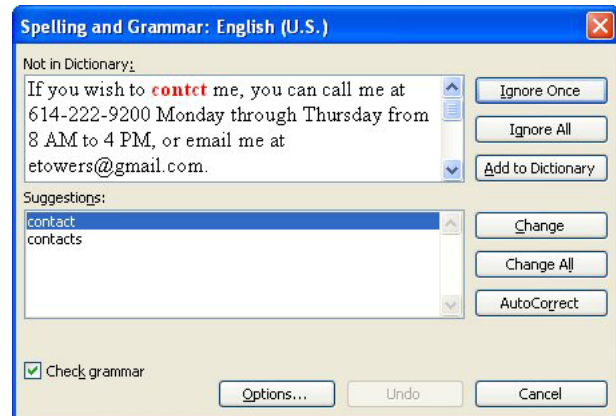 Spelling and Grammar: English (U.S.)
Not in Dictionary:
If you wish to contct me, you can call me at
614-222-9200 Monday through Thursday from
8 AM to 4 PM, or email me at
etowers@gmail.com.
Ignore Once
Ignore All
Add to Dictionary
Suggestions:
contact
contacts
Change
Change All
AutoCorrect
Check grammar
Options...
Undo
Cancel